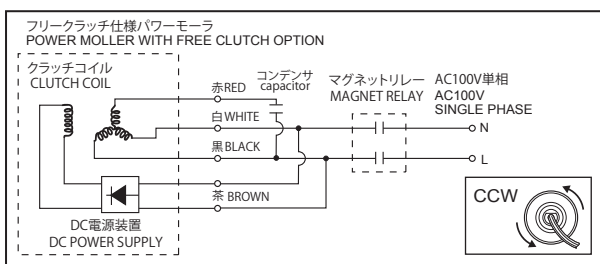 フリークラッチ仕様パワーモーラ
POWER MOLLER WITH FREE CLUTCH OPTION
クラッチコイル
CLUTCH COIL
赤RED
コンデンサ
capacitor
マグネットリレー
MAGNET RELAY
AC100V単相
AC100V
SINGLE PHASE
白WHITE
N
黒BLACK
L
茶 BROWN
DC電源装置
DC POWER SUPPLY
CCW